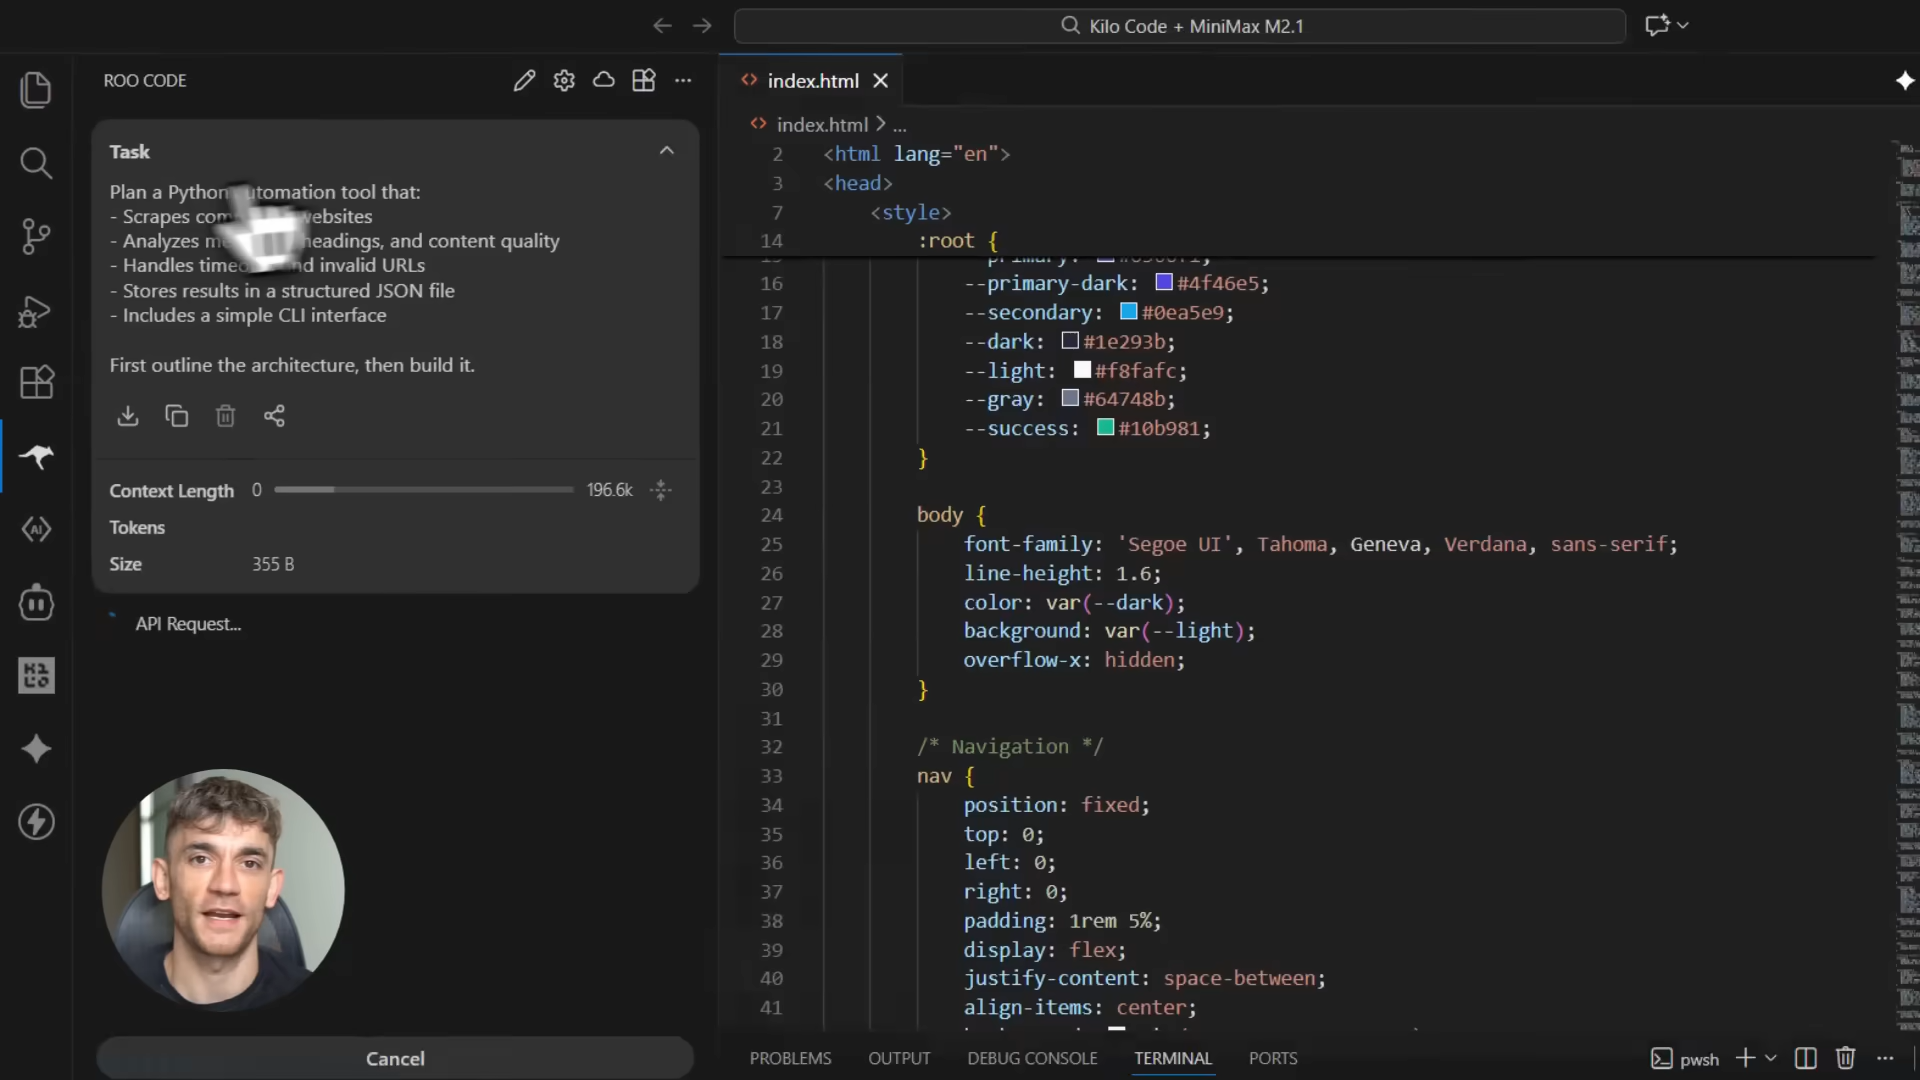 Kilo Code + MiniMax M2.1
ROO CODE
index.html
Task
Plan a Python utomation tool that:
- Scrapes com websites
- Analyzes me headings, and content quality
- Handles timeo nd invalid URLs
- Stores results in a structured JSON file
- Includes a simple CLI interface
First outline the architecture, then build it.
Context Length 0 196.6k
Tokens
Size 355 B
API Request...
Cancel
index.html > ...
2 <html lang="en">
3 <head>
7 <style>
14 :root {
16 --primary-dark: #4f46e5;
17 --secondary: #0ea5e9;
18 --dark: #1e293b;
19 --light: #f8fafc;
20 --gray: #64748b;
21 --success: #10b981;
22 }
23
24 body {
25 font-family: 'Segoe UI', Tahoma, Geneva, Verdana, sans-serif;
26 line-height: 1.6;
27 color: var(--dark);
28 background: var(--light);
29 overflow-x: hidden;
30 }
31
32 /* Navigation */
33 nav {
34 position: fixed;
35 top: 0;
36 left: 0;
37 right: 0;
38 padding: 1rem 5%;
39 display: flex;
40 justify-content: space-between;
41 align-items: center;
PROBLEMS OUTPUT DEBUG CONSOLE TERMINAL PORTS
pwsh